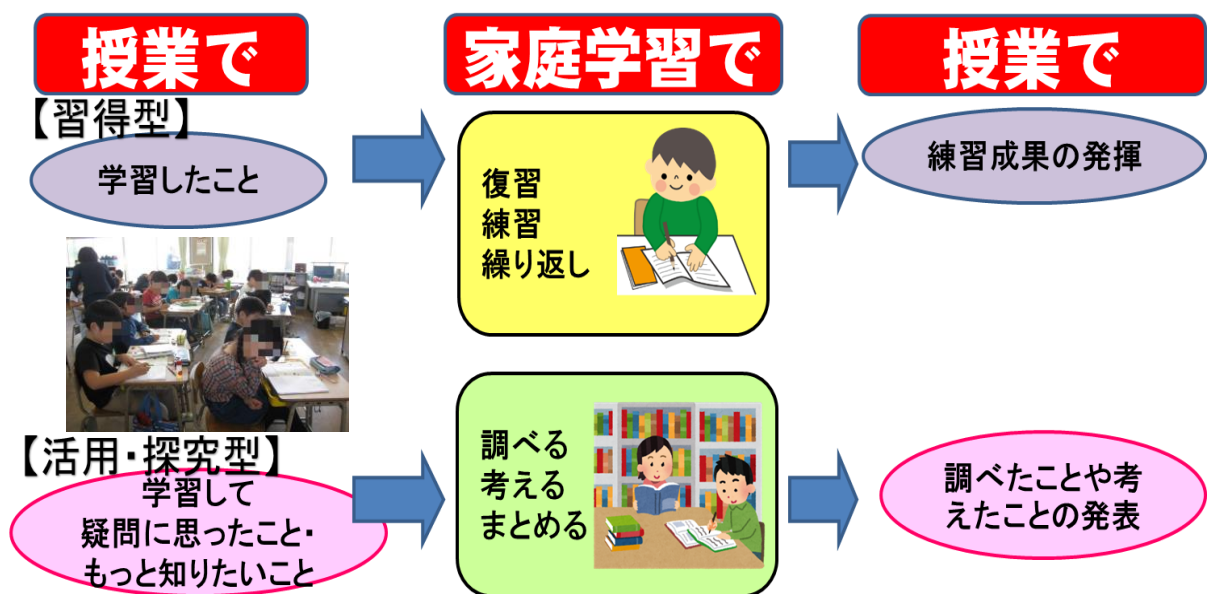 授業で
家庭学習で
授業で
【習得型】
学習したこと
復習
練習
繰り返し
練習成果の発揮
【活用・探究型】
学習して
疑問に思ったこと・
もっと知りたいこと
調べる
考える
まとめる
調べたことや考
えたことの発表